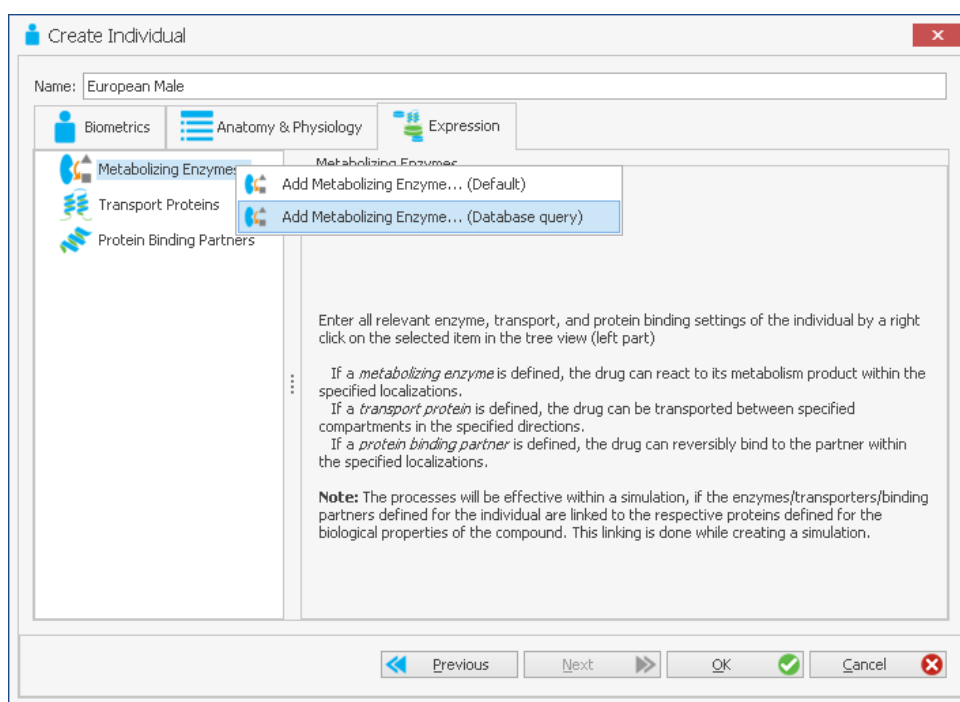 Create Individual
Name: European Male
Biometrics Anatomy & Physiology Expression
Metabolizing Enzymes Metabolizing Enzymes
Add Metabolizing Enzyme... (Default)
Transport Proteins
Add Metabolizing Enzyme... (Database query)
Protein Binding Partners
Enter all relevant enzyme, transport, and protein binding settings of the individual by a right
click on the selected item in the tree view (left part)
If a metabolizing enzyme is defined, the drug can react to its metabolism product within the
specified localizations.
If a transport protein is defined, the drug can be transported between specified
compartments in the specified directions.
If a protein binding partner is defined, the drug can reversibly bind to the partner within
the specified localizations.
Note: The processes will be effective within a simulation, if the enzymes/transporters/binding
partners defined for the individual are linked to the respective proteins defined for the
biological properties of the compound. This linking is done while creating a simulation.
Previous Next OK Cancel